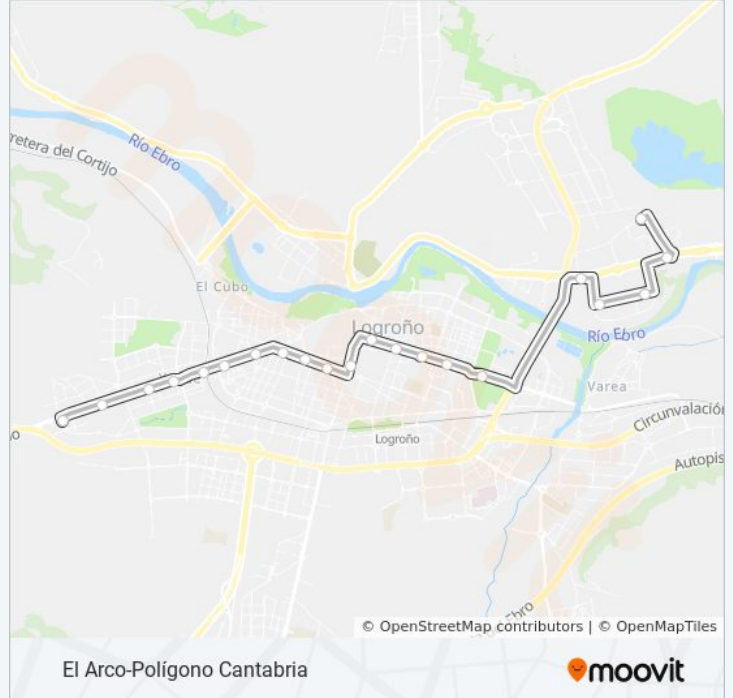 retera del Cortijo
Río Ebro
El Cubo
Logroño
Río Ebro
Varea
Circunvalación
Logroño
Autopis
Ebro
© OpenStreetMap contributors | © OpenMapTiles
El Arco-Polígono Cantabria
moovit